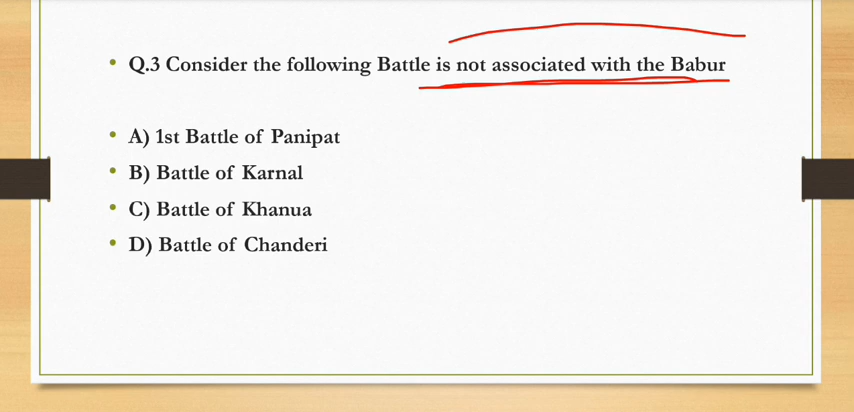 • Q.3 Consider the following Battle is not associated with the Babur
• A) 1st Battle of Panipat
• B) Battle of Karnal
• C) Battle of Khanua
• D) Battle of Chanderi